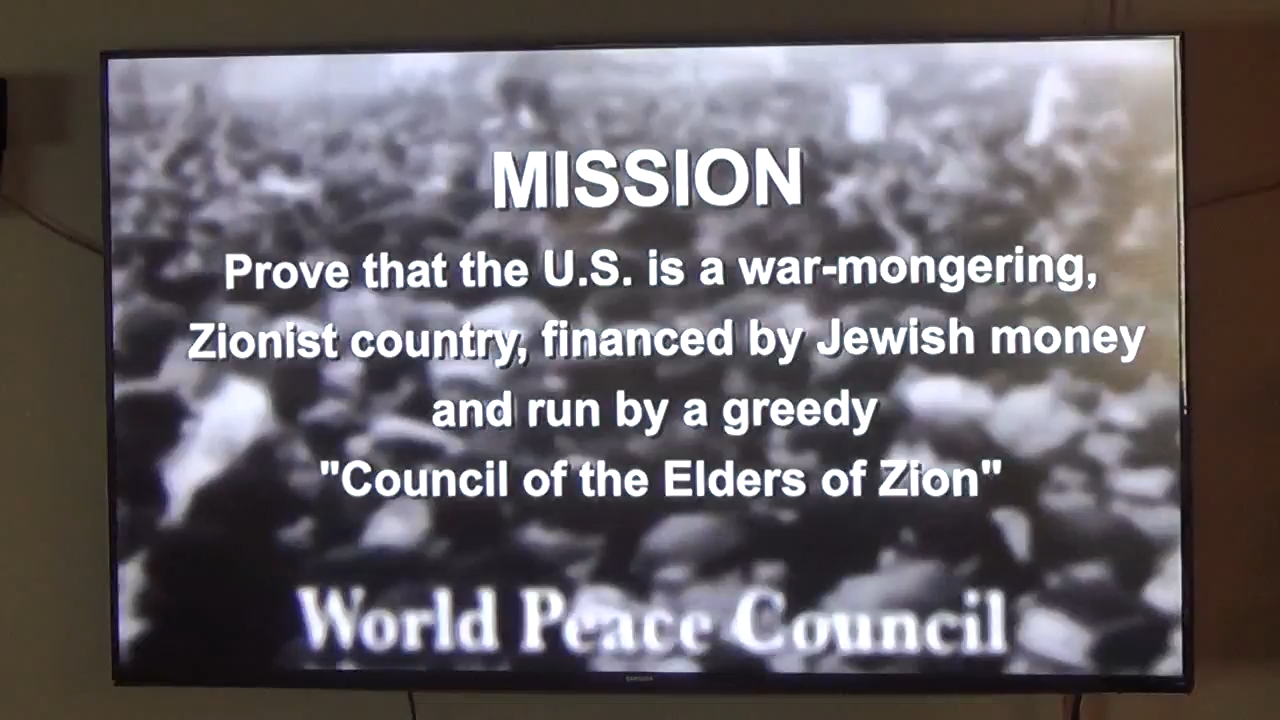 MISSION
Prove that the U.S. is a war-mongering,
Zionist country, financed by Jewish money
and run by a greedy
"Council of the Elders of Zion"
World Peace Council
SAMSUNG